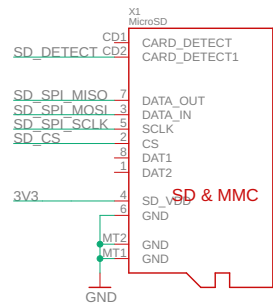 X1
MicroSD
CD1 CARD_DETECT
SD_DETECT CD2 CARD_DETECT1
SD_SPI_MISO 7 DATA_OUT
SD_SPI_MOSI 3 DATA_IN
SD_SPI_SCLK 5 SCLK
SD_CS 2 CS
8 DAT1
1 DAT2
SD & MMC
3V3 4 SD_VDD
6 GND
MT2 GND
MT1 GND
GND